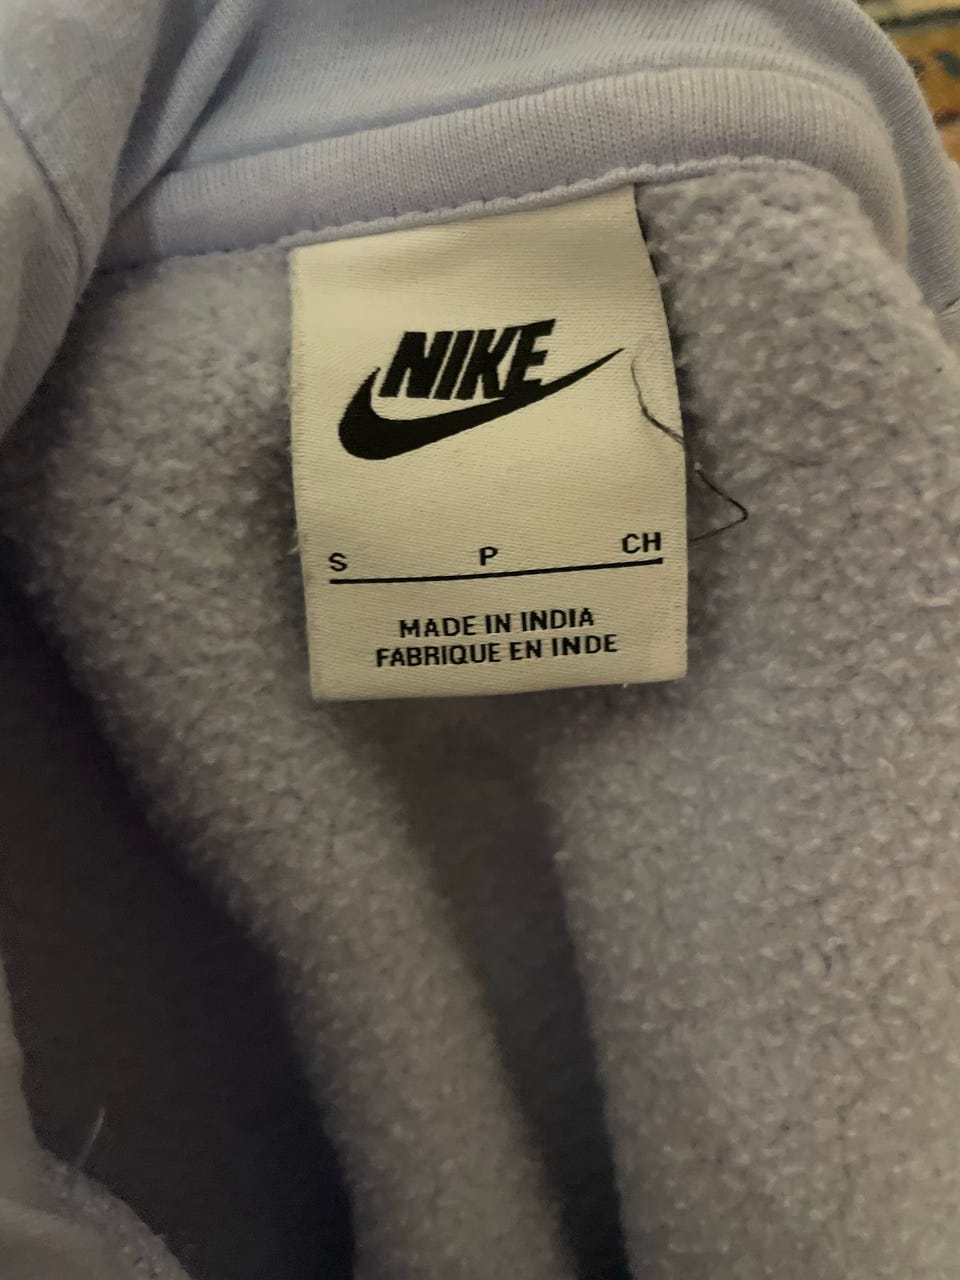 NIKE
S P CH
MADE IN INDIA
FABRIQUE EN INDE